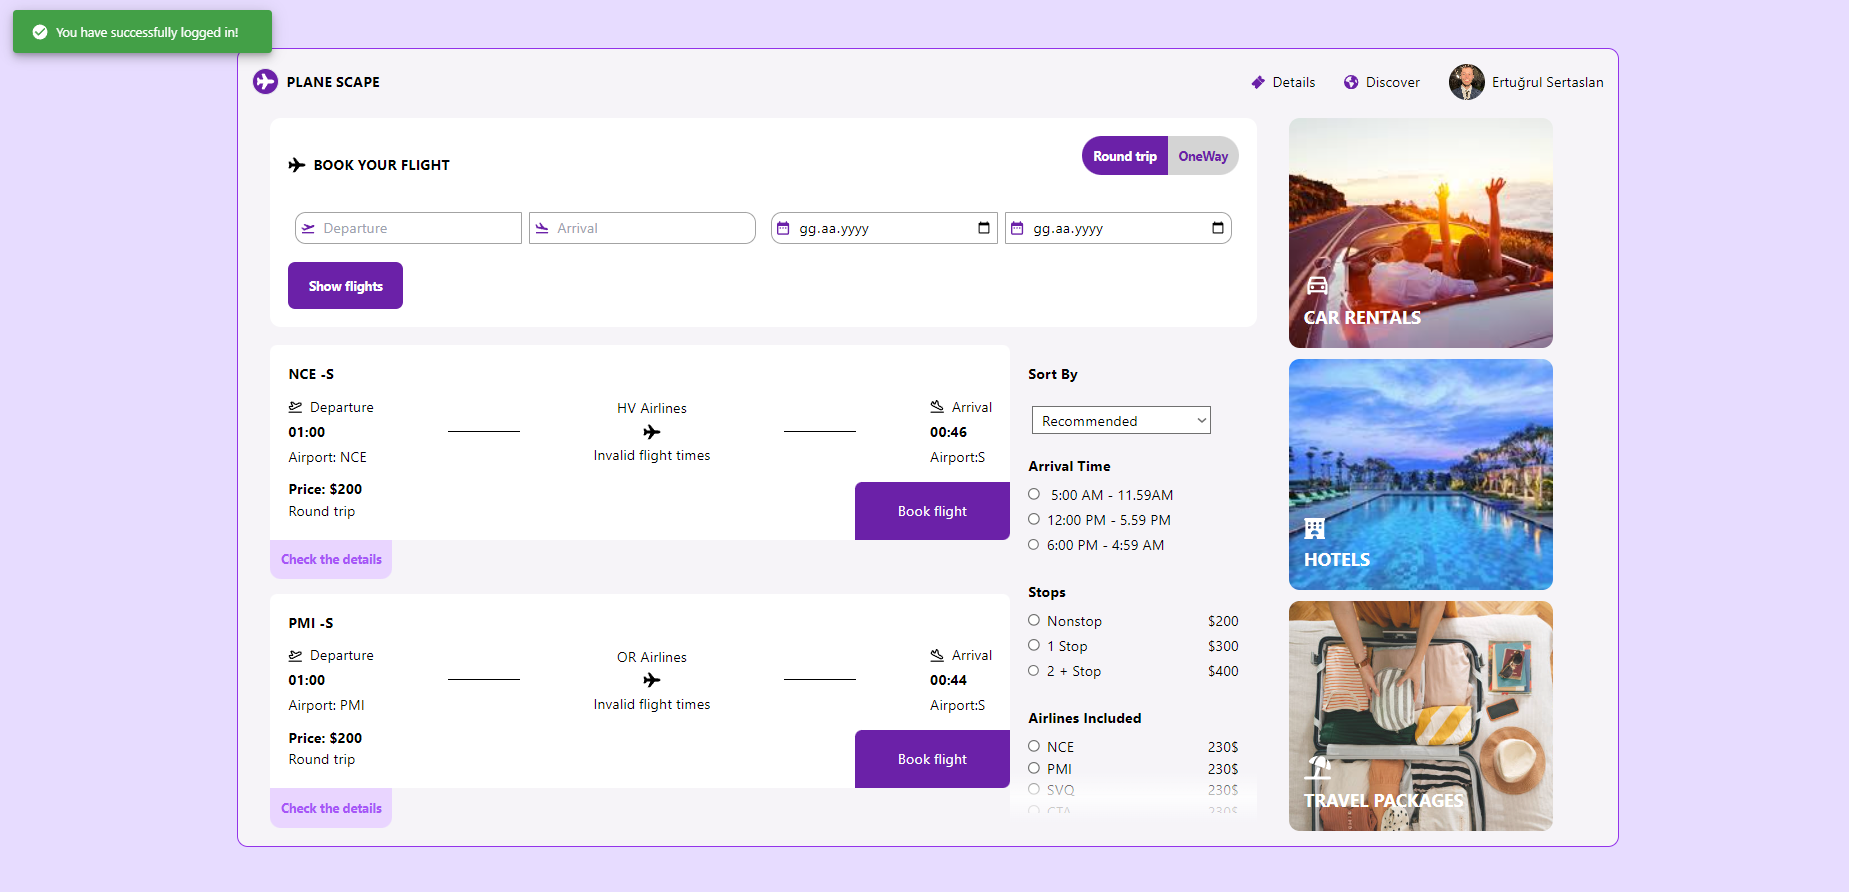 You have successfully logged in!
PLANE SCAPE
Details
Discover
Ertuğrul Sertaslan
BOOK YOUR FLIGHT
Round trip
OneWay
Departure
Arrival
gg.aa.yyyy
gg.aa.yyyy
Show flights
NCE -S
Departure
01:00
Airport: NCE
HV Airlines
Invalid flight times
Arrival
00:46
Airport:S
Price: $200
Round trip
Book flight
Check the details
PMI -S
Departure
01:00
Airport: PMI
OR Airlines
Invalid flight times
Arrival
00:44
Airport:S
Price: $200
Round trip
Book flight
Check the details
Sort By
Recommended
Arrival Time
5:00 AM - 11.59AM
12:00 PM - 5.59 PM
6:00 PM - 4:59 AM
Stops
Nonstop $200
1 Stop $300
2 + Stop $400
Airlines Included
NCE 230$
PMI 230$
SVQ 230$
CTA 230$
CAR RENTALS
HOTELS
TRAVEL PACKAGES